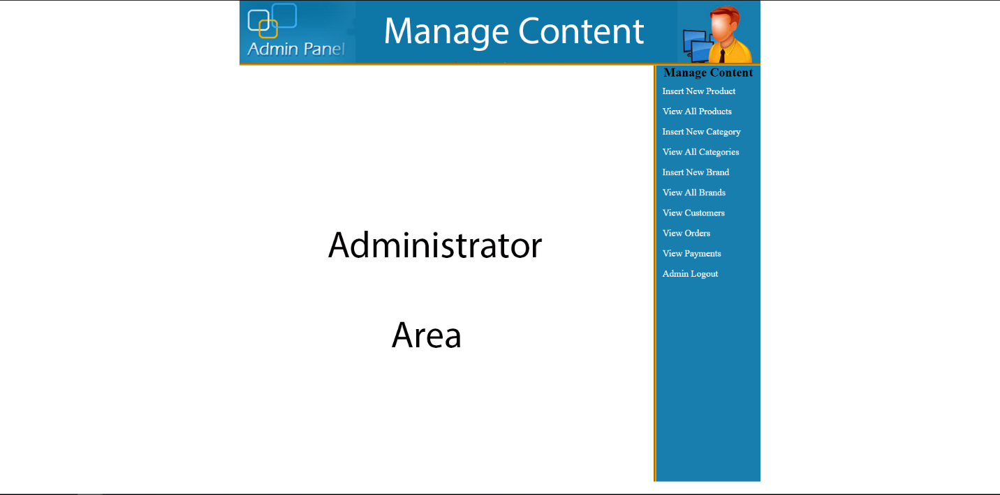 Admin Panel
Manage Content
Manage Content
Insert New Product
View All Products
Insert New Category
View All Categories
Insert New Brand
View All Brands
View Customers
View Orders
View Payments
Admin Logout
Administrator
Area